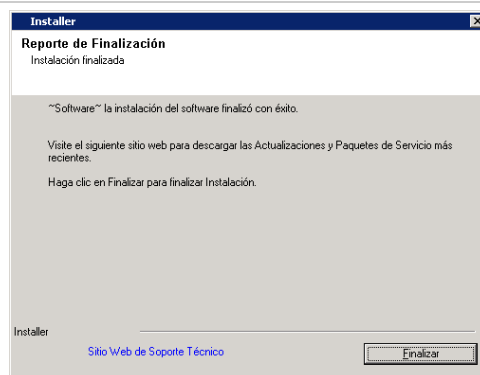 Installer
Reporte de Finalización
Instalación finalizada
~Software~ la instalación del software finalizó con éxito.
Visite el siguiente sitio web para descargar las Actualizaciones y Paquetes de Servicio más
recientes.
Haga clic en Finalizar para finalizar Instalación.
Installer
Sitio Web de Soporte Técnico
Finalizar